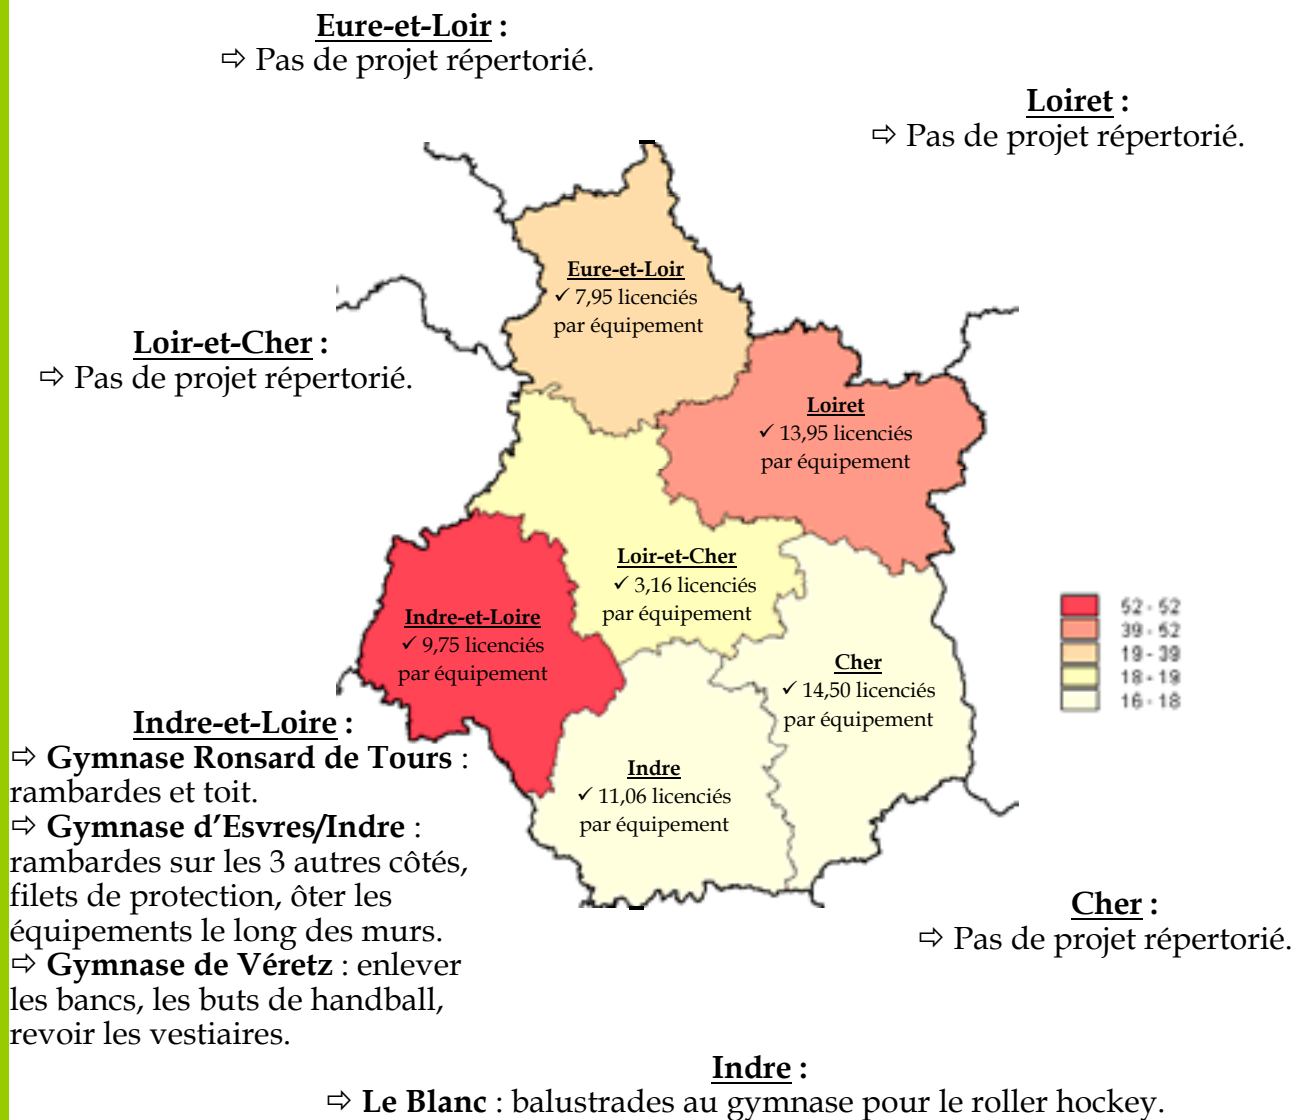 Eure-et-Loir :
⇨ Pas de projet répertorié.
Loiret :
⇨ Pas de projet répertorié.
Eure-et-Loir
✓ 7,95 licenciés
par équipement
Loir-et-Cher :
⇨ Pas de projet répertorié.
Loiret
✓ 13,95 licenciés
par équipement
Loir-et-Cher
✓ 3,16 licenciés
par équipement
Indre-et-Loire
✓ 9,75 licenciés
par équipement
52 - 52
39 - 52
19 - 39
18 - 19
16 - 18
Cher
✓ 14,50 licenciés
par équipement
Indre
✓ 11,06 licenciés
par équipement
Indre-et-Loire :
⇨ Gymnase Ronsard de Tours :
rambardes et toit.
⇨ Gymnase d'Esvres/Indre :
rambardes sur les 3 autres côtés,
filets de protection, ôter les
équipements le long des murs.
⇨ Gymnase de Véretz : enlever
les bancs, les buts de handball,
revoir les vestiaires.
Cher :
⇨ Pas de projet répertorié.
Indre :
⇨ Le Blanc : balustrades au gymnase pour le roller hockey.